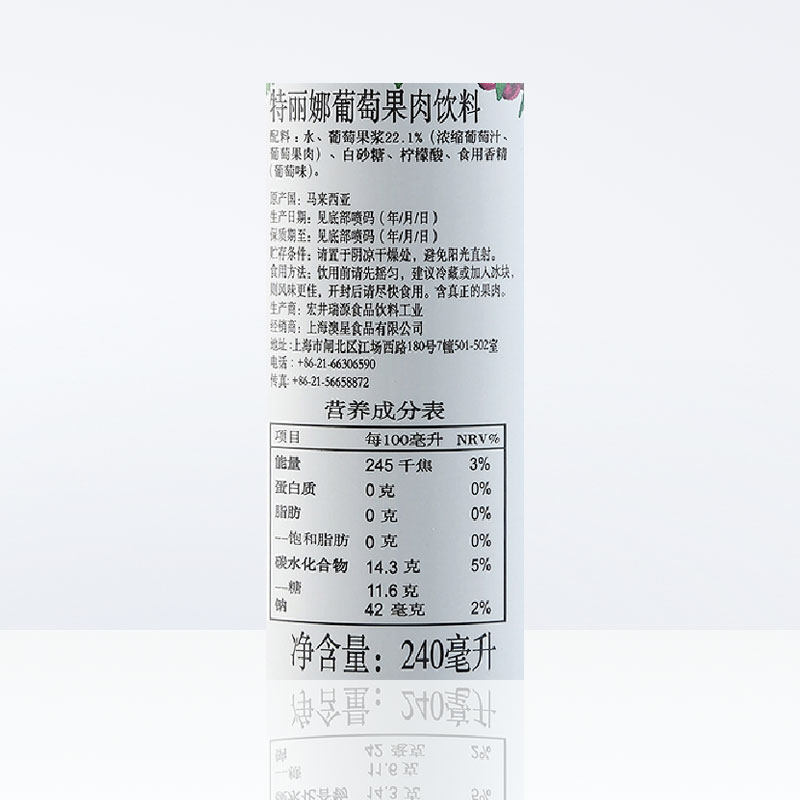 特丽娜葡萄果肉饮料
配料：水、葡萄果浆22.1%（浓缩葡萄汁、
葡萄果肉）、白砂糖、柠檬酸、食用香精
（葡萄味）。
原产国：马来西亚
生产日期：见底部喷码（年/月/日）
保质期至：见底部喷码（年/月/日）
贮存条件：请置于阴凉干燥处，避免阳光直射。
食用方法：饮用前请先摇匀，建议冷藏或加入冰块，
则风味更佳，开封后请尽快食用。含真正的果肉。
生产商：宏井瑞源食品饮料工业
经销商：上海澳星食品有限公司
地址：上海市闸北区江场西路180号7幢501-502室
电话：+86-21-66306590
传真：+86-21-56658872
营养成分表
项目 每100毫升 NRV%
能量 245 千焦 3%
蛋白质 0 克 0%
脂肪 0 克 0%
—饱和脂肪 0 克 0%
碳水化合物 14.3 克 5%
—糖 11.6 克
钠 42 毫克 2%
净含量：240毫升